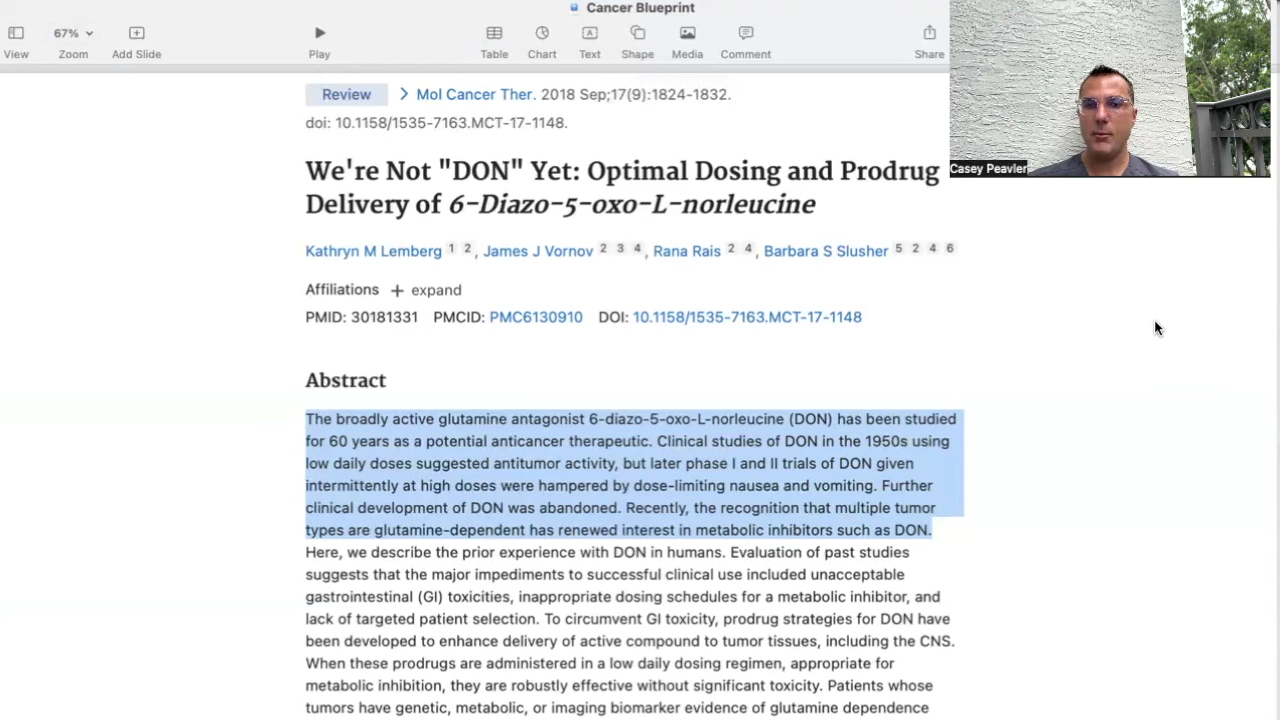 Cancer Blueprint
67%
View
Zoom
Add Slide
Play
Table
Chart
Text
Shape
Media
Comment
Share
Casey Peavler
Review
Mol Cancer Ther. 2018 Sep;17(9):1824-1832.
doi: 10.1158/1535-7163.MCT-17-1148.
We're Not "DON" Yet: Optimal Dosing and Prodrug
Delivery of 6-Diazo-5-oxo-L-norleucine
Kathryn M Lemberg 1 2, James J Vornov 2 3 4, Rana Rais 2 4, Barbara S Slusher 5 2 4 6
Affiliations + expand
PMID: 30181331 PMCID: PMC6130910 DOI: 10.1158/1535-7163.MCT-17-1148
Abstract
The broadly active glutamine antagonist 6-diazo-5-oxo-L-norleucine (DON) has been studied
for 60 years as a potential anticancer therapeutic. Clinical studies of DON in the 1950s using
low daily doses suggested antitumor activity, but later phase I and II trials of DON given
intermittently at high doses were hampered by dose-limiting nausea and vomiting. Further
clinical development of DON was abandoned. Recently, the recognition that multiple tumor
types are glutamine-dependent has renewed interest in metabolic inhibitors such as DON.
Here, we describe the prior experience with DON in humans. Evaluation of past studies
suggests that the major impediments to successful clinical use included unacceptable
gastrointestinal (GI) toxicities, inappropriate dosing schedules for a metabolic inhibitor, and
lack of targeted patient selection. To circumvent GI toxicity, prodrug strategies for DON have
been developed to enhance delivery of active compound to tumor tissues, including the CNS.
When these prodrugs are administered in a low daily dosing regimen, appropriate for
metabolic inhibition, they are robustly effective without significant toxicity. Patients whose
tumors have genetic, metabolic, or imaging biomarker evidence of glutamine dependence